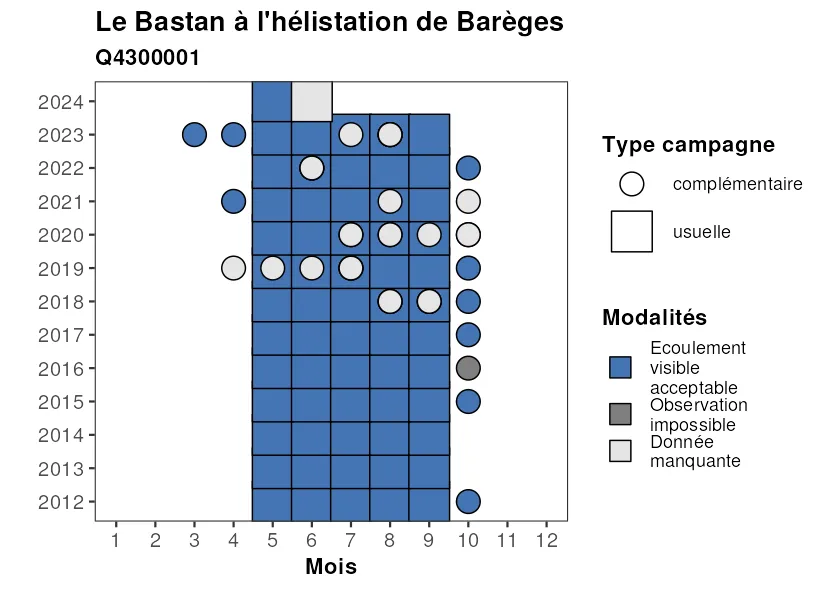 Le Bastan à l'hélistation de Barèges
Q4300001
2024
2023
2022
2021
2020
2019
2018
2017
2016
2015
2014
2013
2012
1 2 3 4 5 6 7 8 9 10 11 12
Mois
Type campagne
complémentaire
usuelle
Modalités
Ecoulement
visible
acceptable
Observation
impossible
Donnée
manquante